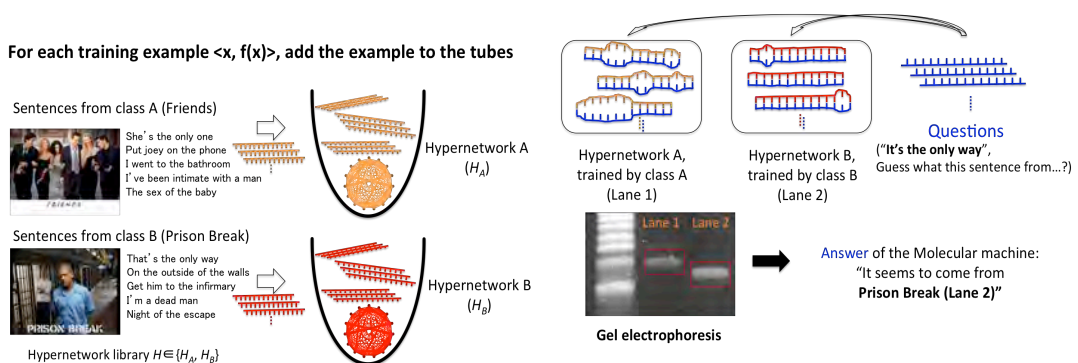 For each training example <x, f(x)>, add the example to the tubes
Sentences from class A (Friends)
She's the only one
Put joey on the phone
I went to the bathroom
I've been intimate with a man
The sex of the baby
FRIENDS
Hypernetwork A
(H_A)
Sentences from class B (Prison Break)
That's the only way
On the outside of the walls
Get him to the infirmary
I'm a dead man
Night of the escape
PRISON BREAK
Hypernetwork B
(H_B)
Hypernetwork library H∈{H_A, H_B}
Hypernetwork A,
trained by class A
(Lane 1)
Hypernetwork B,
trained by class B
(Lane 2)
Questions
("It's the only way",
Guess what this sentence from…?)
Lane 1
Lane 2
Gel electrophoresis
Answer of the Molecular machine:
"It seems to come from
Prison Break (Lane 2)"